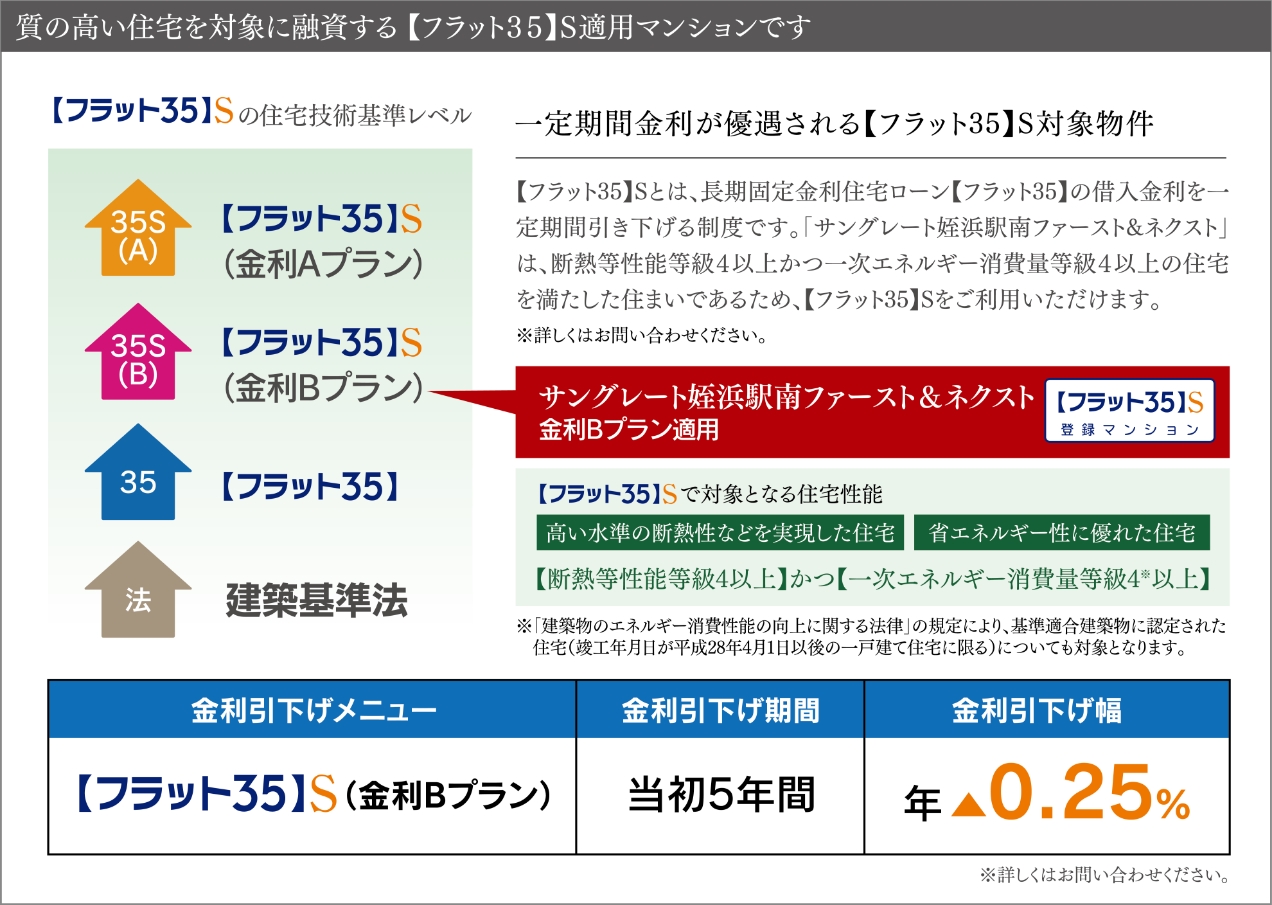 質の高い住宅を対象に融資する【フラット35】S適用マンションです
【フラット35】Sの住宅技術基準レベル
35S
(A)
【フラット35】S
(金利Aプラン)
35S
(B)
【フラット35】S
(金利Bプラン)
35
【フラット35】
法
建築基準法
一定期間金利が優遇される【フラット35】S対象物件
【フラット35】Sとは、長期固定金利住宅ローン【フラット35】の借入金利を一
定期間引き下げる制度です。「サングレート姪浜駅南ファースト&ネクスト」
は、断熱等性能等級4以上かつ一次エネルギー消費量等級4以上の住宅
を満たした住まいであるため、【フラット35】Sをご利用いただけます。
※詳しくはお問い合わせください。
サングレート姪浜駅南ファースト&ネクスト
金利Bプラン適用
【フラット35】S
登録マンション
【フラット35】Sで対象となる住宅性能
高い水準の断熱性などを実現した住宅
省エネルギー性に優れた住宅
【断熱等性能等級4以上】かつ【一次エネルギー消費量等級4※以上】
※「建築物のエネルギー消費性能の向上に関する法律」の規定により、基準適合建築物に認定された
住宅(竣工年月日が平成28年4月1日以後の一戸建て住宅に限る)についても対象となります。
金利引下げメニュー
金利引下げ期間
金利引下げ幅
【フラット35】S(金利Bプラン)
当初5年間
年▲0.25%
※詳しくはお問い合わせください。